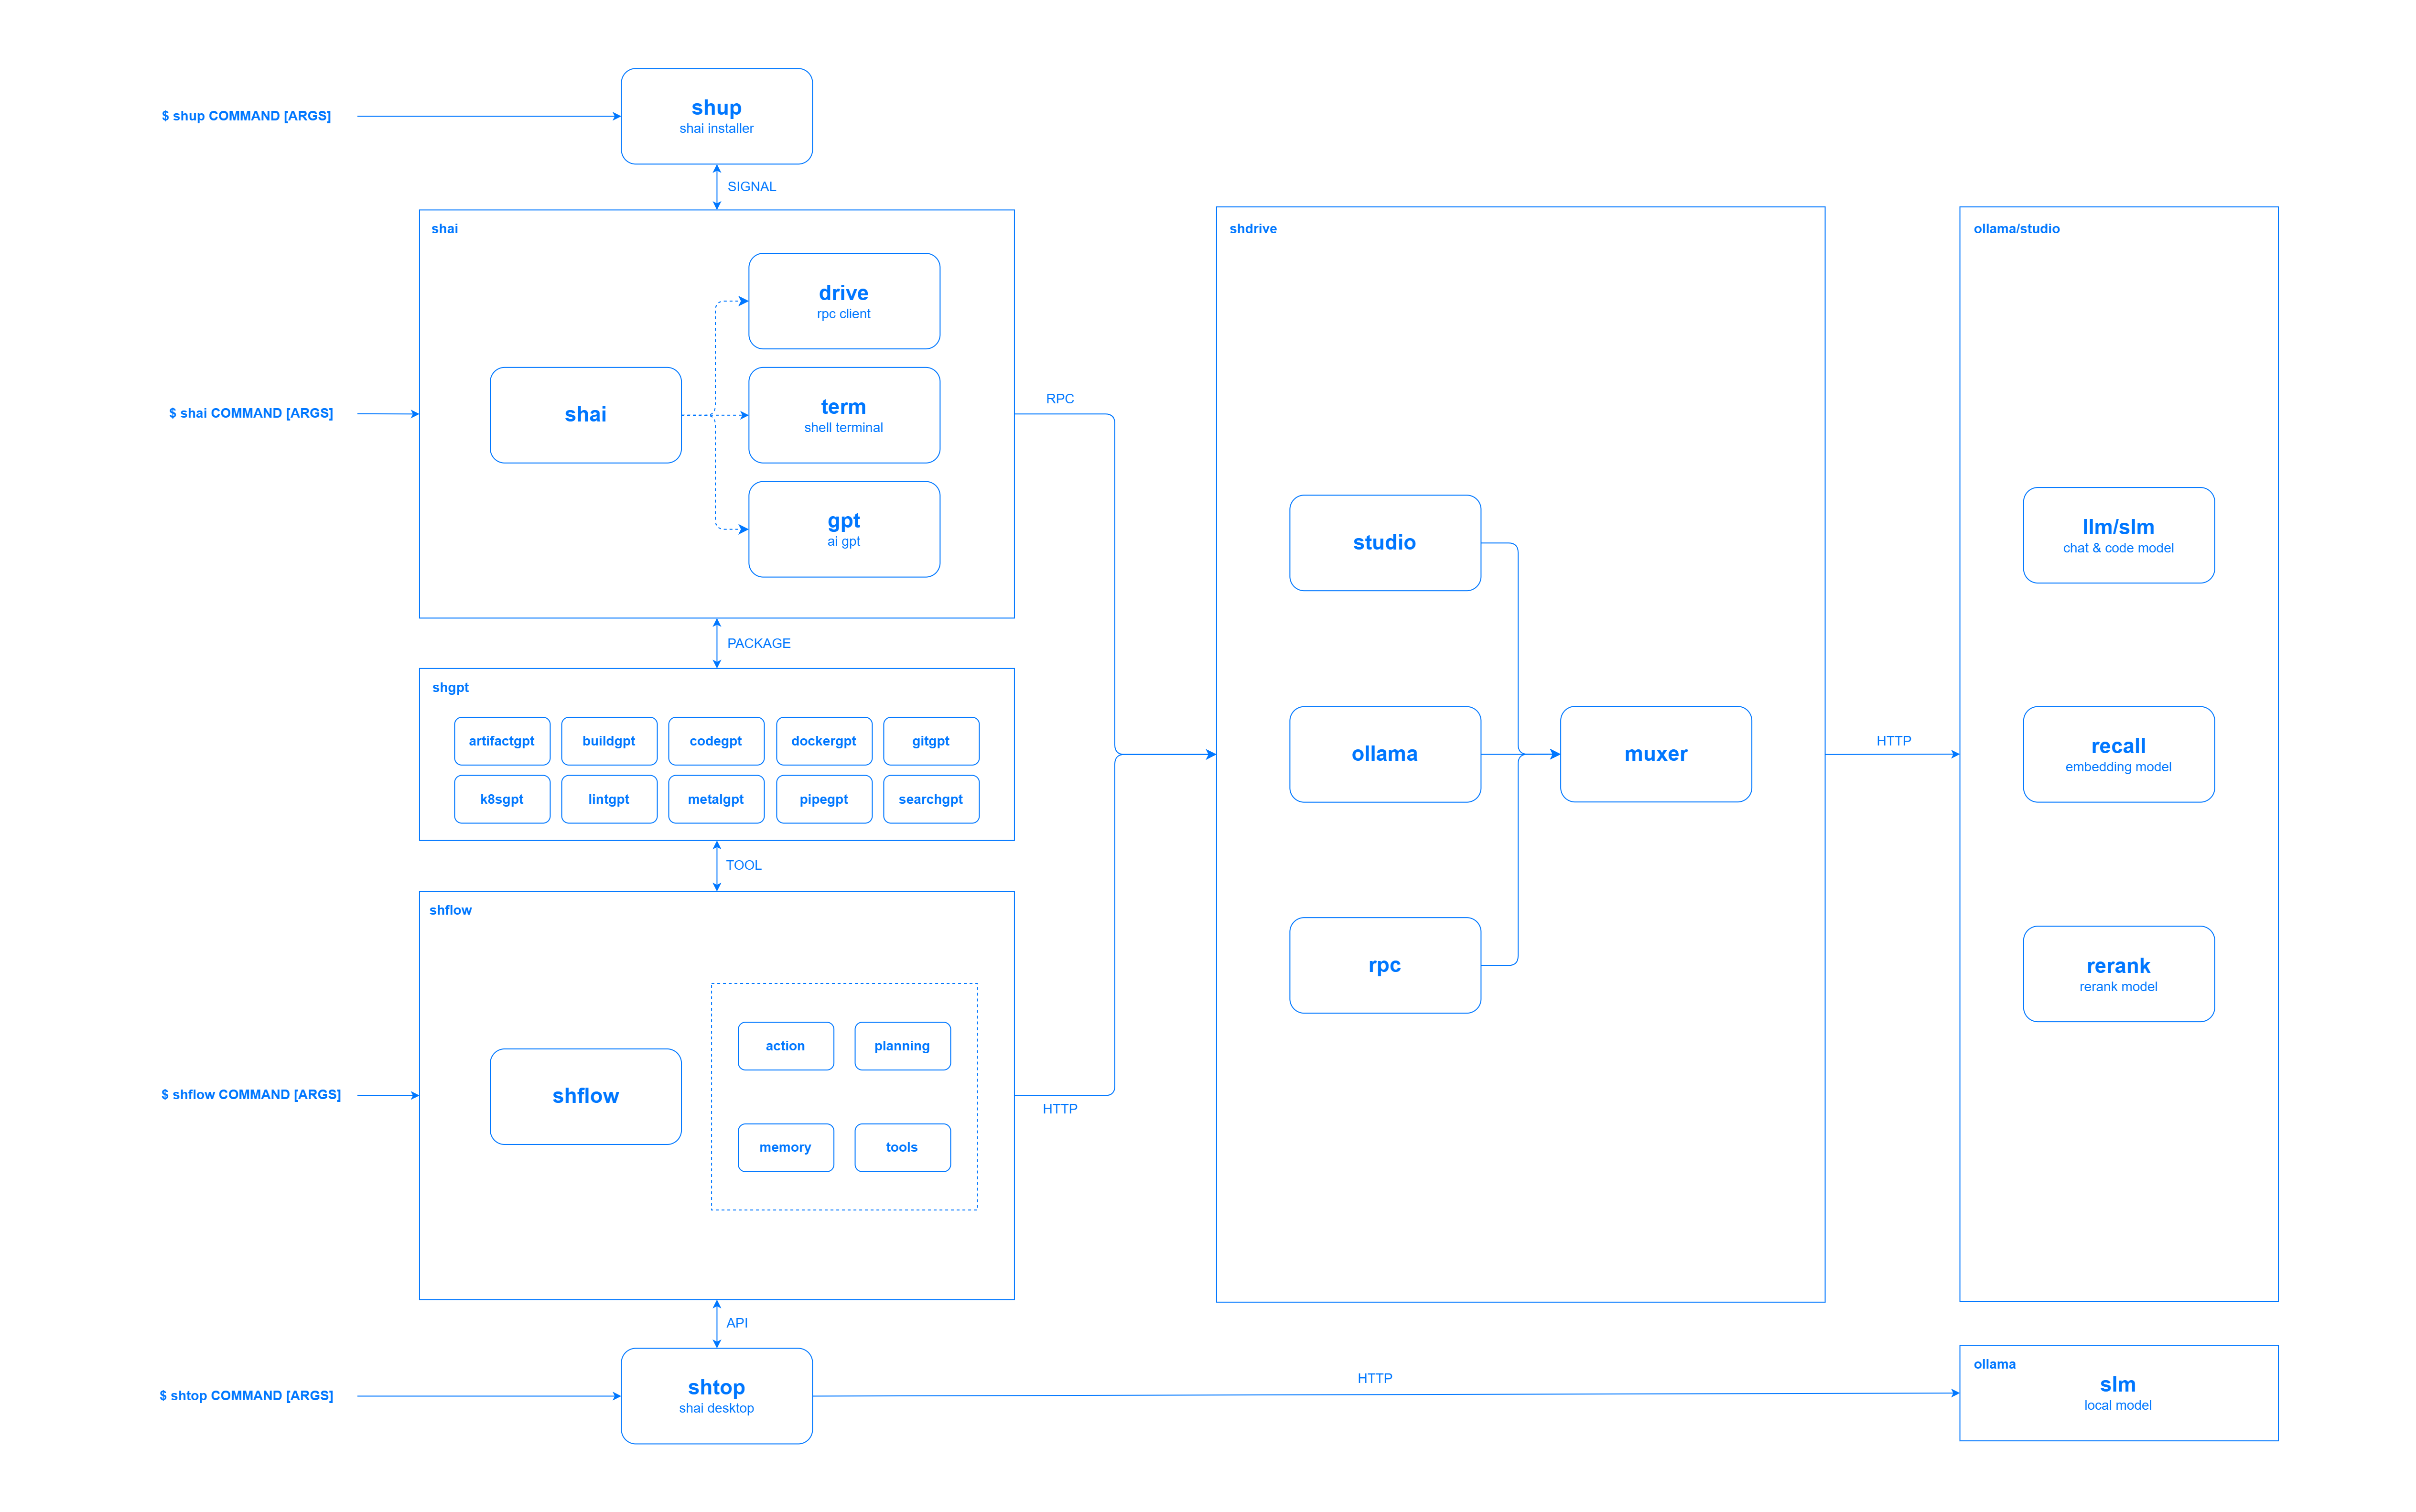 $ shup COMMAND [ARGS]
shup
shai installer
SIGNAL
shai
drive
rpc client
$ shai COMMAND [ARGS]
shai
term
shell terminal
gpt
ai gpt
RPC
PACKAGE
shgpt
artifactgpt
buildgpt
codegpt
dockergpt
gitgpt
k8sgpt
lintgpt
metalgpt
pipegpt
searchgpt
TOOL
shflow
$ shflow COMMAND [ARGS]
shflow
action
planning
memory
tools
HTTP
API
$ shtop COMMAND [ARGS]
shtop
shai desktop
HTTP
shdrive
studio
ollama
rpc
muxer
HTTP
ollama/studio
llm/slm
chat & code model
recall
embedding model
rerank
rerank model
ollama
slm
local model